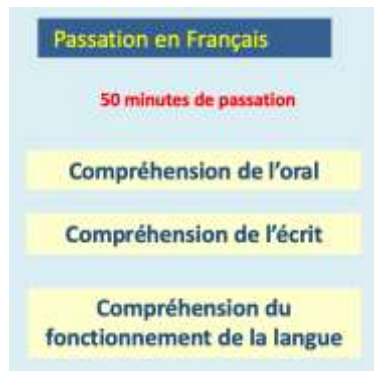 Passation en Français
50 minutes de passation
Compréhension de l'oral
Compréhension de l'écrit
Compréhension du
fonctionnement de la langue